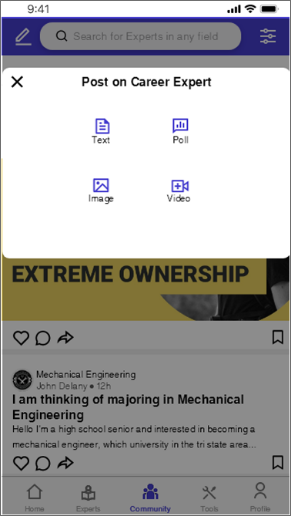 9:41
Search for Experts in any field
Post on Career Expert
Text
Poll
Image
Video
EXTREME OWNERSHIP
Mechanical Engineering
John Delany • 12h
I am thinking of majoring in Mechanical
Engineering
Hello I'm a high school senior and interested in becoming a
mechanical engineer, which university in the tri state area...
Home
Experts
Community
Tools
Profile